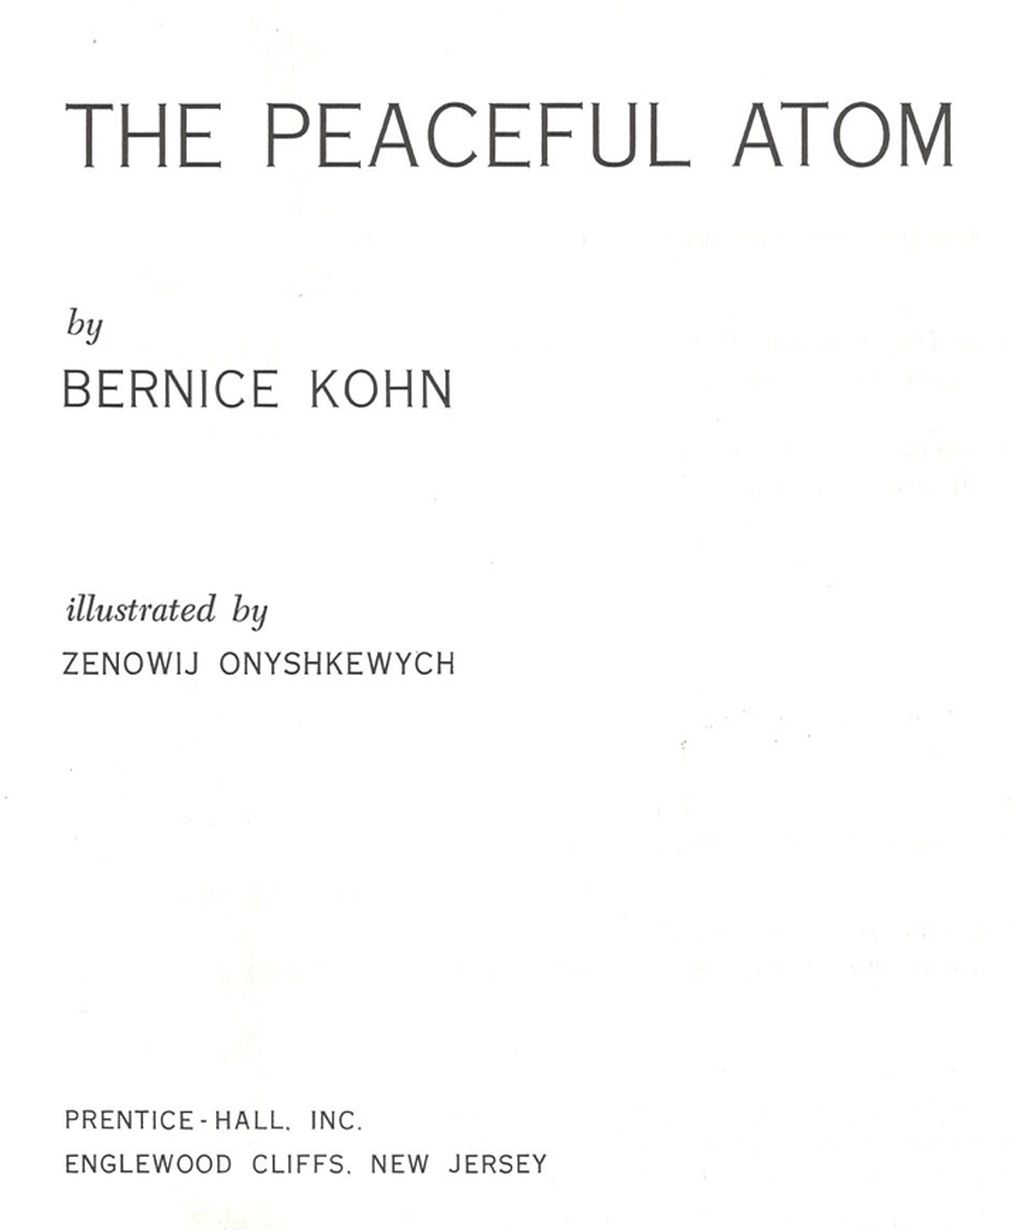 THE PEACEFUL ATOM
by
BERNICE KOHN
illustrated by
ZENOWIJ ONYSHKEWYCH
PRENTICE-HALL, INC.
ENGLEWOOD CLIFFS, NEW JERSEY